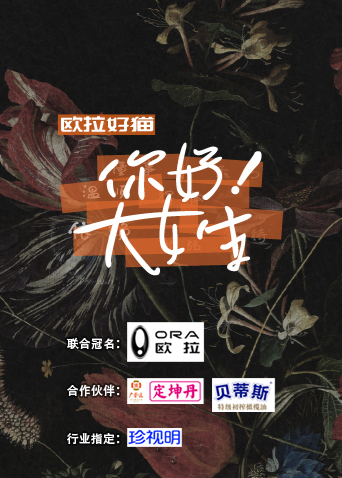 欧拉好猫
你好!
大女生
联合冠名: ORA
欧拉
合作伙伴: 定坤丹 贝蒂斯
特级初榨橄榄油
行业指定: 珍视明